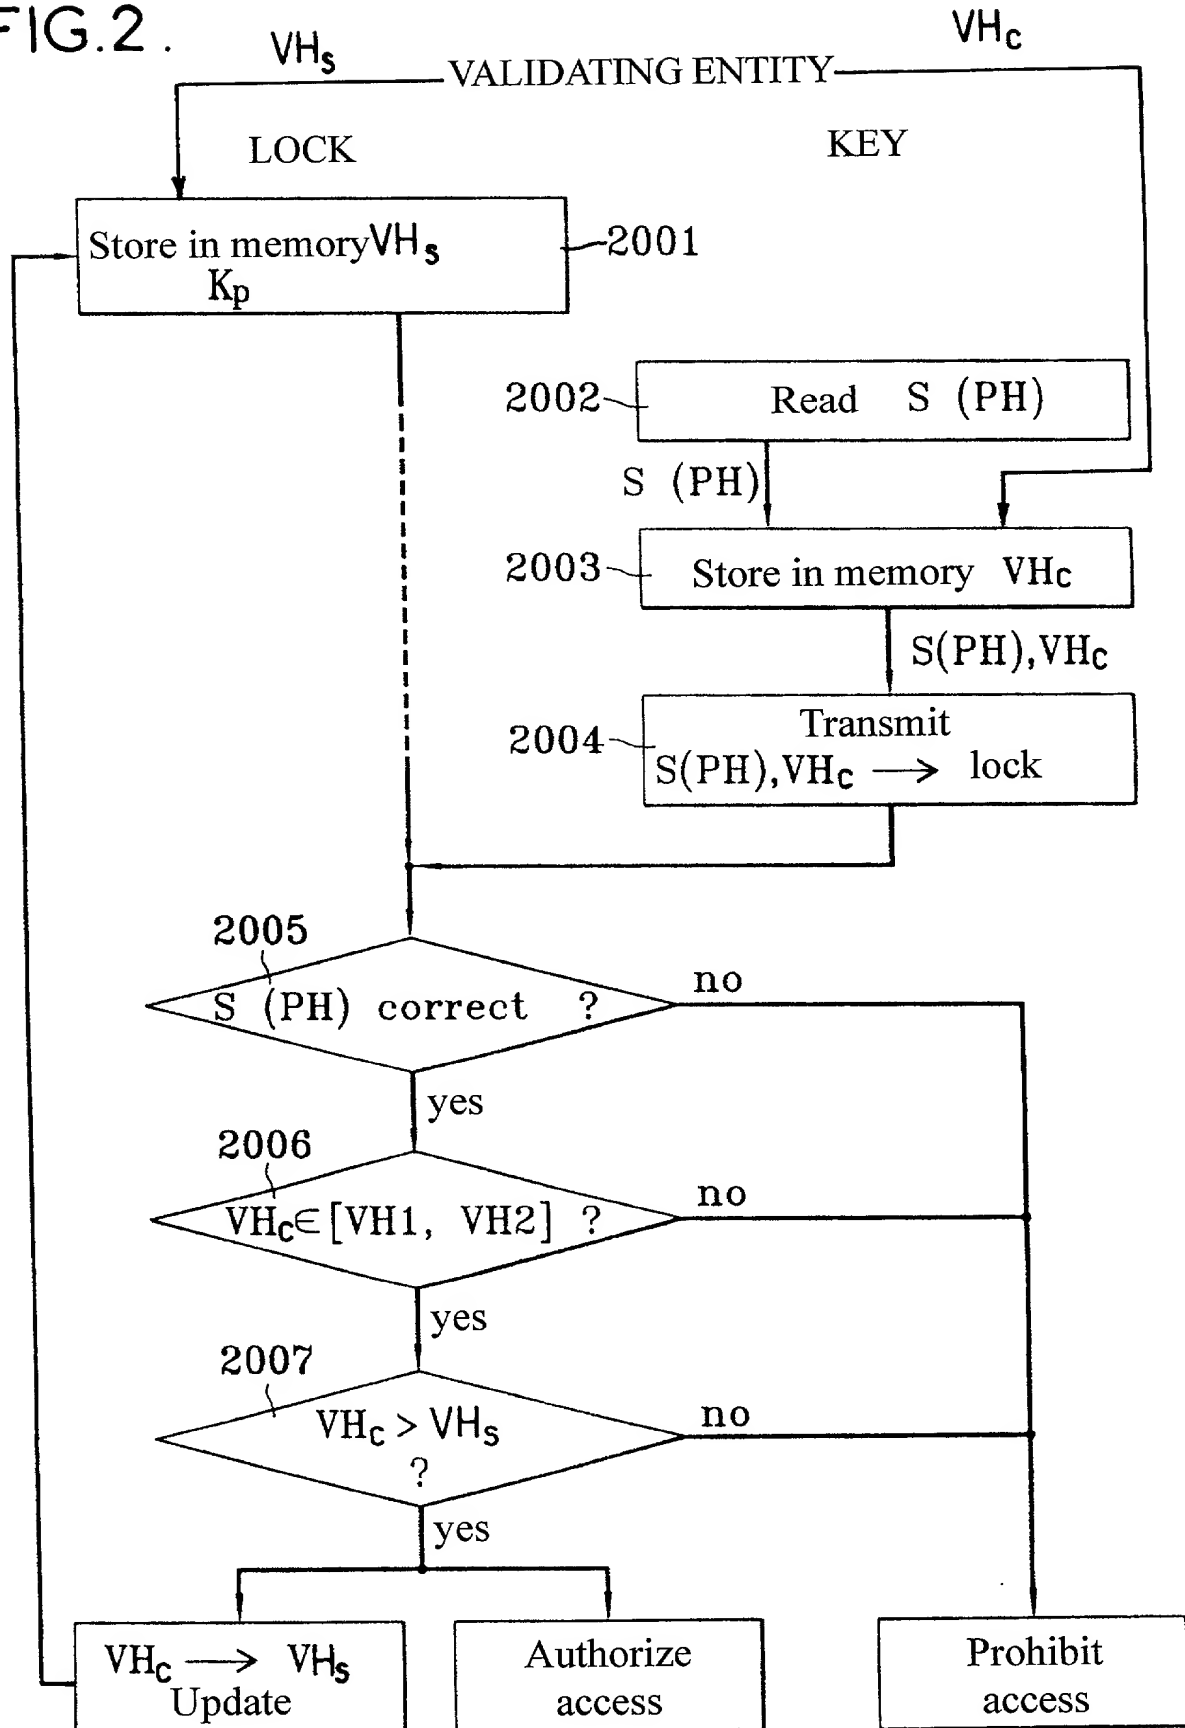 FIG.2.
VHs
VHc
VALIDATING ENTITY
LOCK
KEY
Store in memory VHs
Kp
2001
2002
Read S (PH)
S (PH)
2003
Store in memory VHc
S(PH),VHc
2004
Transmit
S(PH),VHc → lock
2005
S (PH) correct ?
no
yes
2006
VHc∈[VH1, VH2] ?
no
yes
2007
VHc > VHs
?
no
yes
VHc → VHs
Update
Authorize
access
Prohibit
access